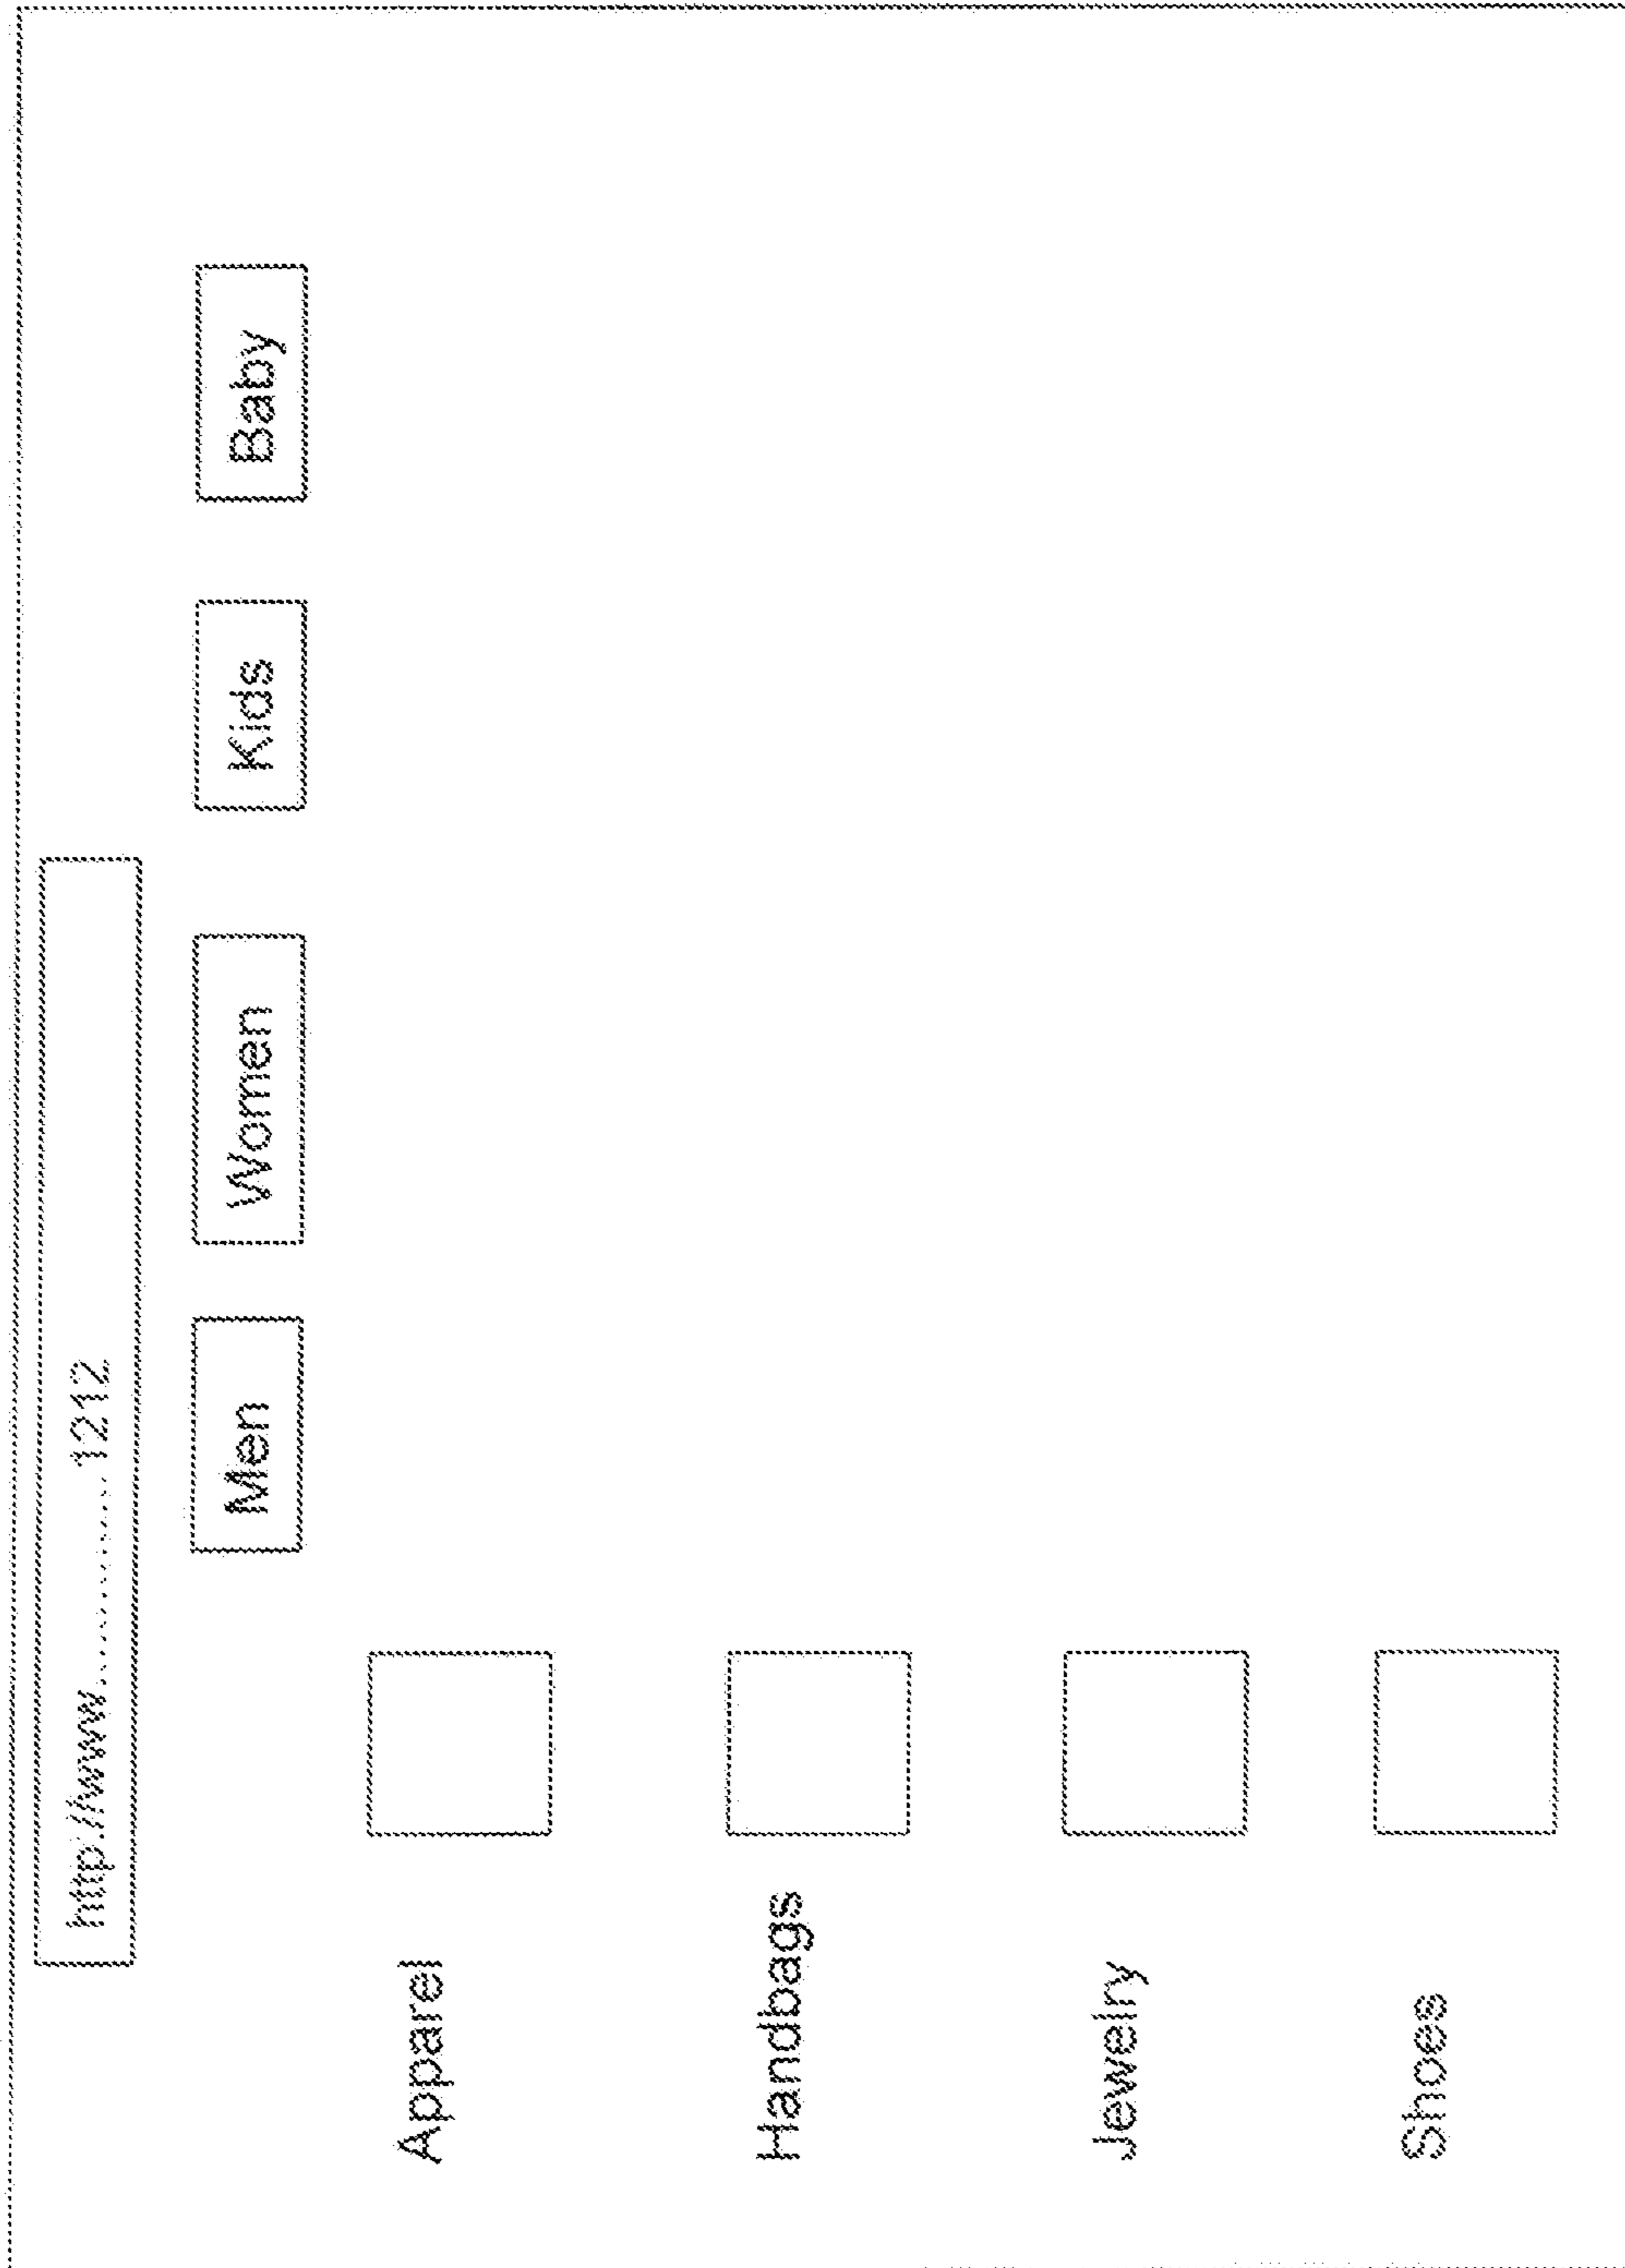 http://www...............1212
Men Women Kids Baby
Apparel
Handbags
Jewelry
Shoes